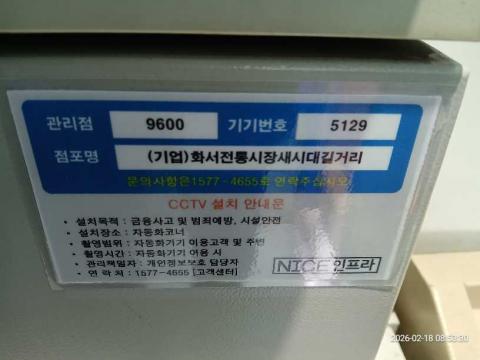 관리점 9600 기기번호 5129
점포명 (기업)화서전통시장새시대길거리
문의사항은1577-4655로 연락주십시오
CCTV 설치 안내문
• 설치목적 : 금융사고 및 범죄예방, 시설안전
• 설치장소 : 자동화코너
• 촬영범위 : 자동화기기 이용고객 및 주변
• 촬영시간 : 자동화기기 이용 시
• 관리책임자 : 개인정보보호 담당자
• 연 락 처 : 1577-4655 [고객센터]
NICE인프라
2026-02-18 08:53:30